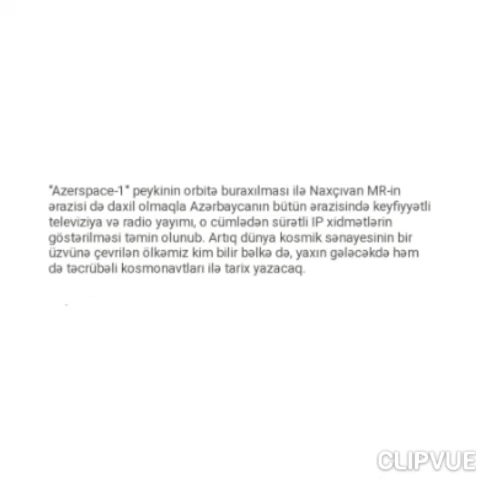 "Azerspace-1" peykinin orbitə buraxılması ilə Naxçıvan MR-in
ərazisi də daxil olmaqla Azərbaycanın bütün ərazisində keyfiyyətli
televiziya və radio yayımı, o cümlədən sürətli IP xidmətlərin
göstərilməsi təmin olunub. Artıq dünya kosmik sənayesinin bir
üzvünə çevrilən ölkəmiz kim bilir bəlkə də, yaxın gələcəkdə həm
də təcrübəli kosmonavtları ilə tarix yazacaq.
CLIPVUE